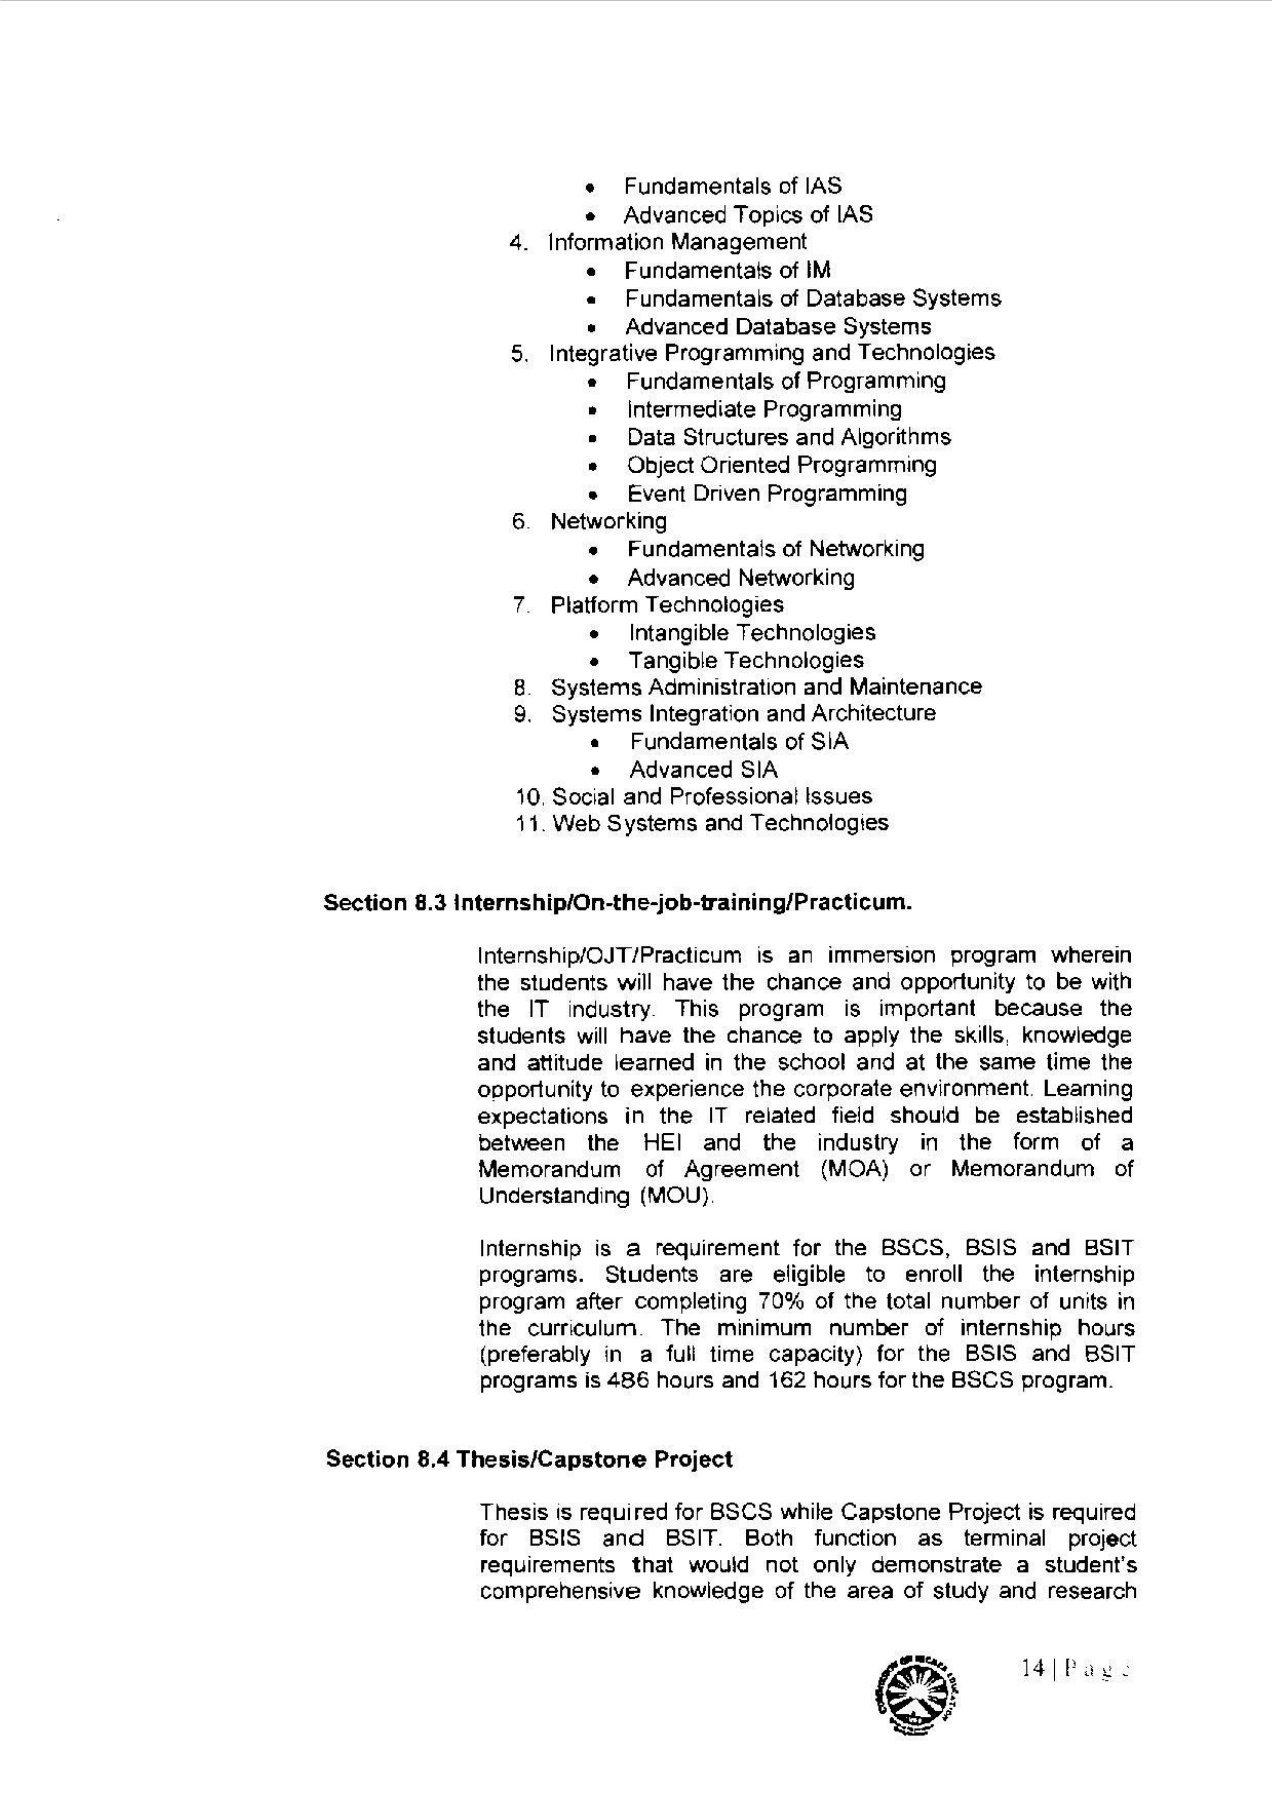 • Fundamentals of IAS
• Advanced Topics of IAS
4. Information Management
• Fundamentals of IM
• Fundamentals of Database Systems
• Advanced Database Systems
5. Integrative Programming and Technologies
• Fundamentals of Programming
• Intermediate Programming
• Data Structures and Algorithms
• Object Oriented Programming
• Event Driven Programming
6. Networking
• Fundamentals of Networking
• Advanced Networking
7. Platform Technologies
• Intangible Technologies
• Tangible Technologies
8. Systems Administration and Maintenance
9. Systems Integration and Architecture
• Fundamentals of SIA
• Advanced SIA
10. Social and Professional Issues
11. Web Systems and Technologies
Section 8.3 Internship/On-the-job-training/Practicum.
Internship/OJT/Practicum is an immersion program wherein
the students will have the chance and opportunity to be with
the IT industry. This program is important because the
students will have the chance to apply the skills, knowledge
and attitude learned in the school and at the same time the
opportunity to experience the corporate environment. Learning
expectations in the IT related field should be established
between the HEI and the industry in the form of a
Memorandum of Agreement (MOA) or Memorandum of
Understanding (MOU).
Internship is a requirement for the BSCS, BSIS and BSIT
programs. Students are eligible to enroll the internship
program after completing 70% of the total number of units in
the curriculum. The minimum number of internship hours
(preferably in a full time capacity) for the BSIS and BSIT
programs is 486 hours and 162 hours for the BSCS program.
Section 8.4 Thesis/Capstone Project
Thesis is required for BSCS while Capstone Project is required
for BSIS and BSIT. Both function as terminal project
requirements that would not only demonstrate a student's
comprehensive knowledge of the area of study and research
14 | Page